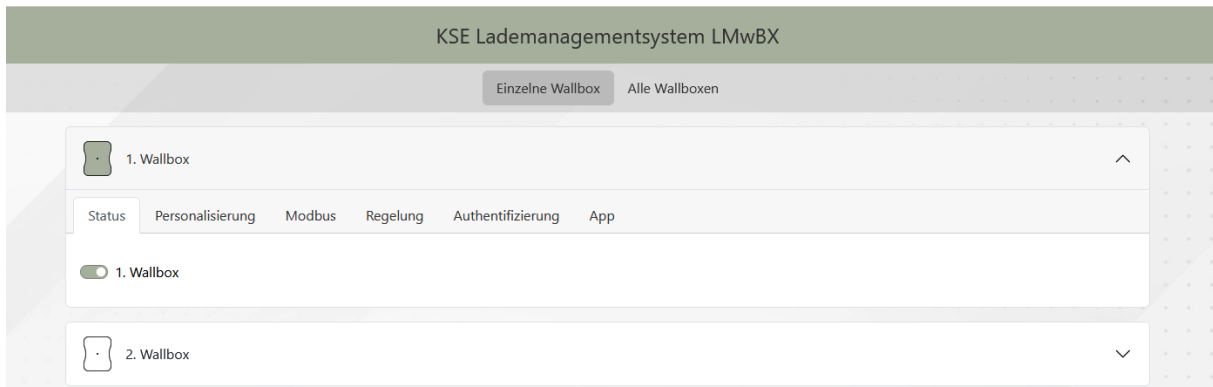 KSE Lademanagementsystem LMwBX
Einzelne Wallbox Alle Wallboxen
1. Wallbox
Status Personalisierung Modbus Regelung Authentifizierung App
1. Wallbox
2. Wallbox